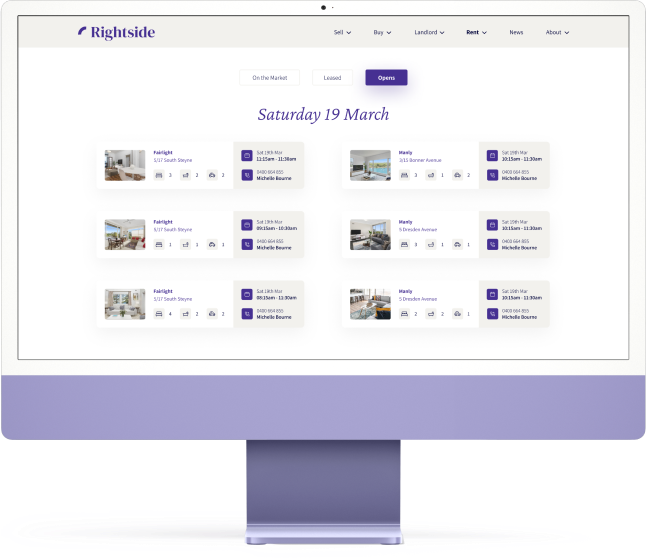 Rightside
Sell
Buy
Landlord
Rent
News
About
On the Market
Leased
Opens
Saturday 19 March
Fairlight
5/17 South Steyne
3
2
2
Sat 19th Mar
11:15am - 11:30am
0400 664 855
Michelle Bourne
Manly
3/15 Bonner Avenue
3
1
2
Sat 19th Mar
10:15am - 11:30am
0400 664 855
Michelle Bourne
Fairlight
5/17 South Steyne
1
1
1
Sat 19th Mar
09:15am - 10:30am
0400 664 855
Michelle Bourne
Manly
5 Dresden Avenue
3
1
1
Sat 19th Mar
10:15am - 11:30am
0400 664 855
Michelle Bourne
Fairlight
5/17 South Steyne
4
2
2
Sat 19th Mar
08:15am - 11:30am
0400 664 855
Michelle Bourne
Manly
5 Dresden Avenue
2
2
1
Sat 19th Mar
10:15am - 11:30am
0400 664 855
Michelle Bourne